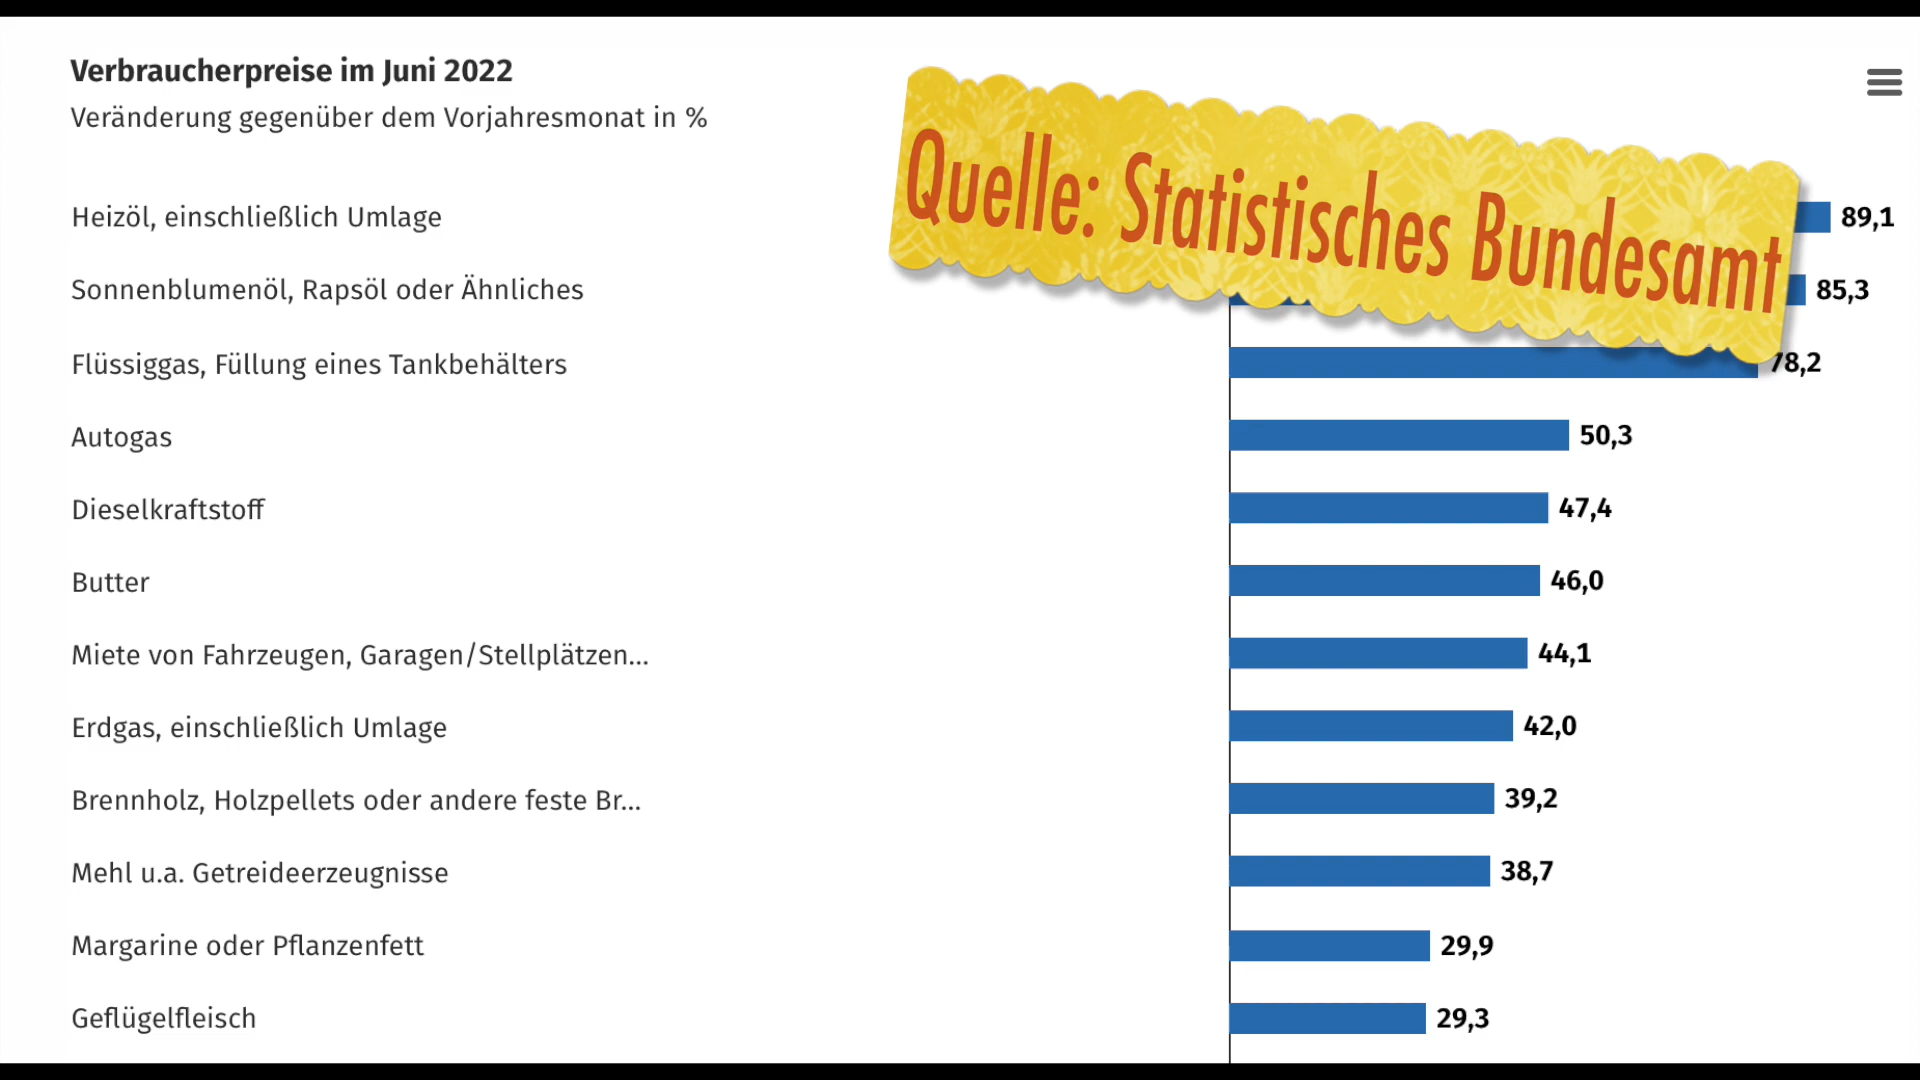 Verbraucherpreise im Juni 2022
Veränderung gegenüber dem Vorjahresmonat in %
Quelle: Statistisches Bundesamt
Heizöl, einschließlich Umlage 89,1
Sonnenblumenöl, Rapsöl oder Ähnliches 85,3
Flüssiggas, Füllung eines Tankbehälters 78,2
Autogas 50,3
Dieselkraftstoff 47,4
Butter 46,0
Miete von Fahrzeugen, Garagen/Stellplätzen... 44,1
Erdgas, einschließlich Umlage 42,0
Brennholz, Holzpellets oder andere feste Br... 39,2
Mehl u.a. Getreideerzeugnisse 38,7
Margarine oder Pflanzenfett 29,9
Geflügelfleisch 29,3